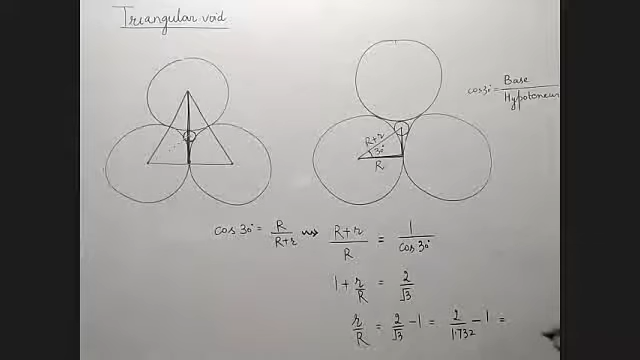 Triangular void
cos 30° = Base / Hypotenus
R+r
30°
R
cos 30° = R / R+r ⇝ R+r / R = 1 / cos 30°
1 + r/R = 2/√3
r/R = 2/√3 - 1 = 2/1.732 - 1 =